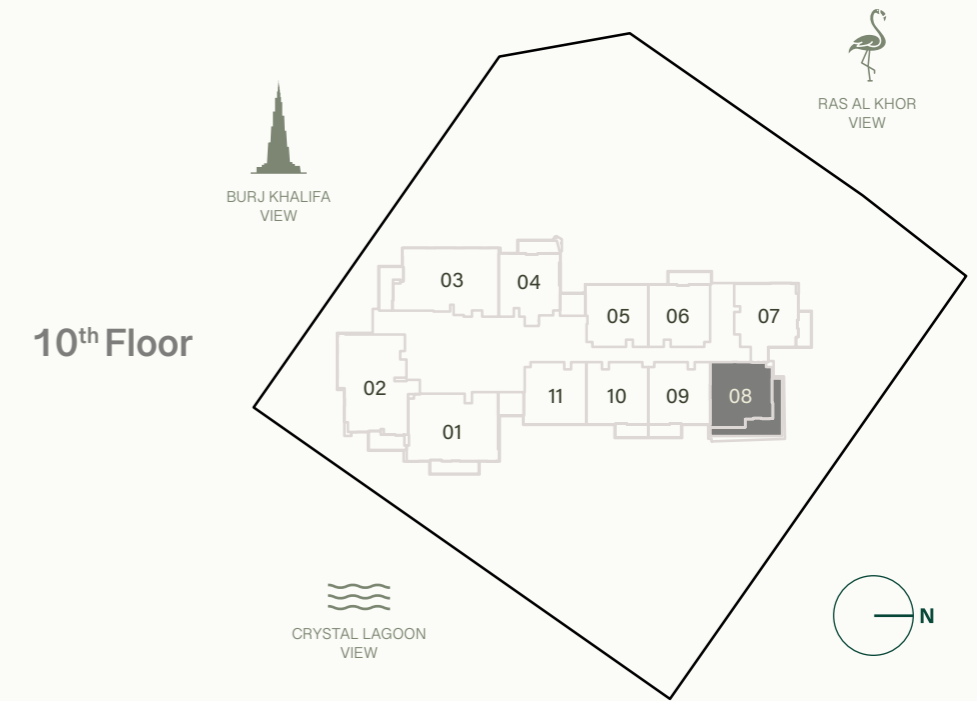 RAS AL KHOR
VIEW
BURJ KHALIFA
VIEW
10th Floor
03
04
05
06
07
02
01
11
10
09
08
CRYSTAL LAGOON
VIEW
N